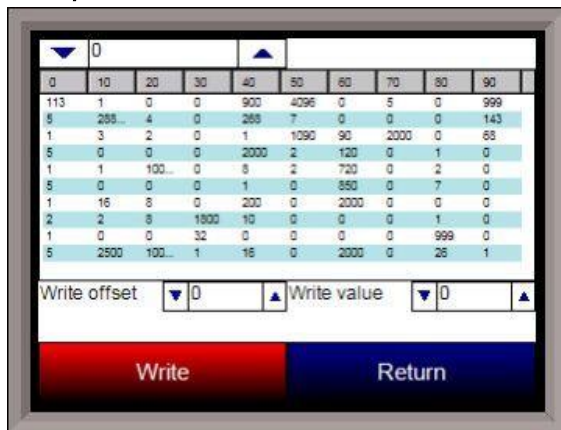 0
0 10 20 30 40 50 60 70 80 90
113 1 0 0 900 4096 0 5 0 999
5 288... 4 0 268 7 0 0 0 143
1 3 2 0 1 1090 90 2000 0 68
5 0 0 0 2000 2 120 0 1 0
1 1 100... 0 8 2 720 0 2 0
5 0 0 0 1 0 850 0 7 0
1 16 8 0 200 0 2000 0 0 0
2 2 8 1800 10 0 0 0 1 0
1 0 0 32 0 0 0 0 999 0
5 2500 100... 1 16 0 2000 0 26 1
Write offset 0 Write value 0
Write Return